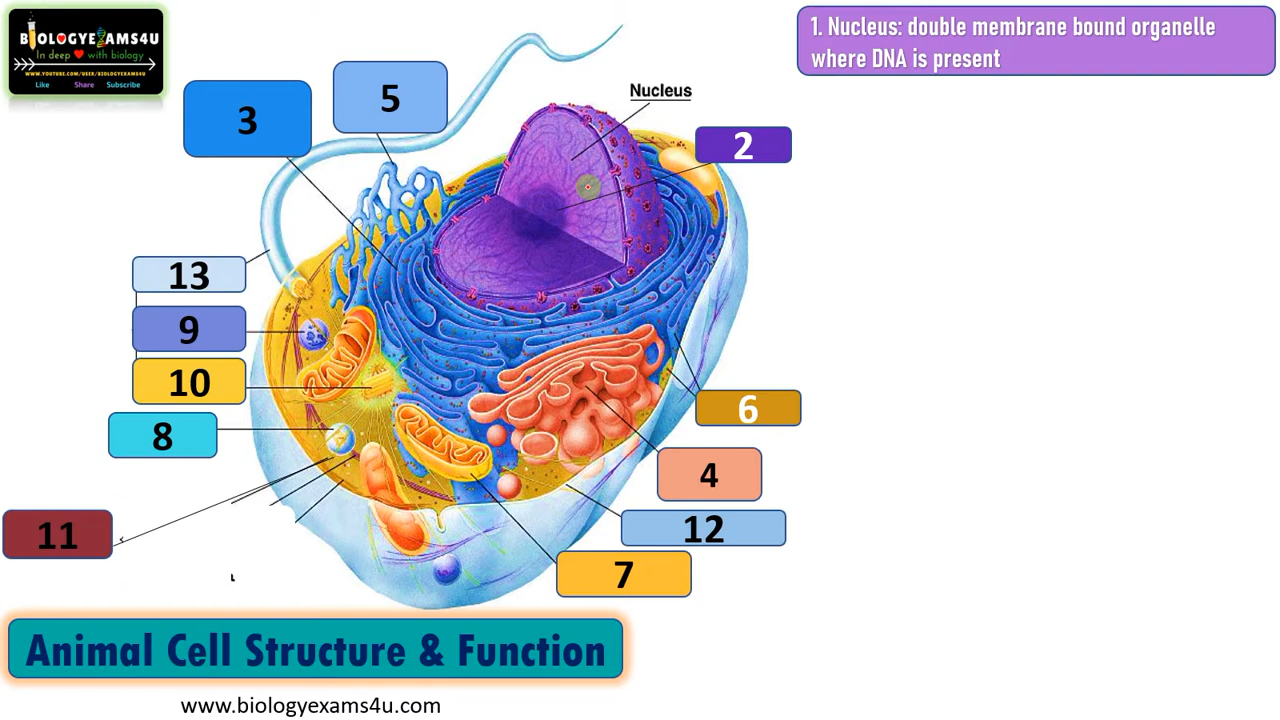 BIOLOGYEXAMS4U
In deep ❤ with biology
WWW.YOUTUBE.COM/USER/BIOLOGYEXAMS4U
Like Share Subscribe
1. Nucleus: double membrane bound organelle
where DNA is present
Nucleus
5
3
2
13
9
10
6
8
4
12
11
7
Animal Cell Structure & Function
www.biologyexams4u.com